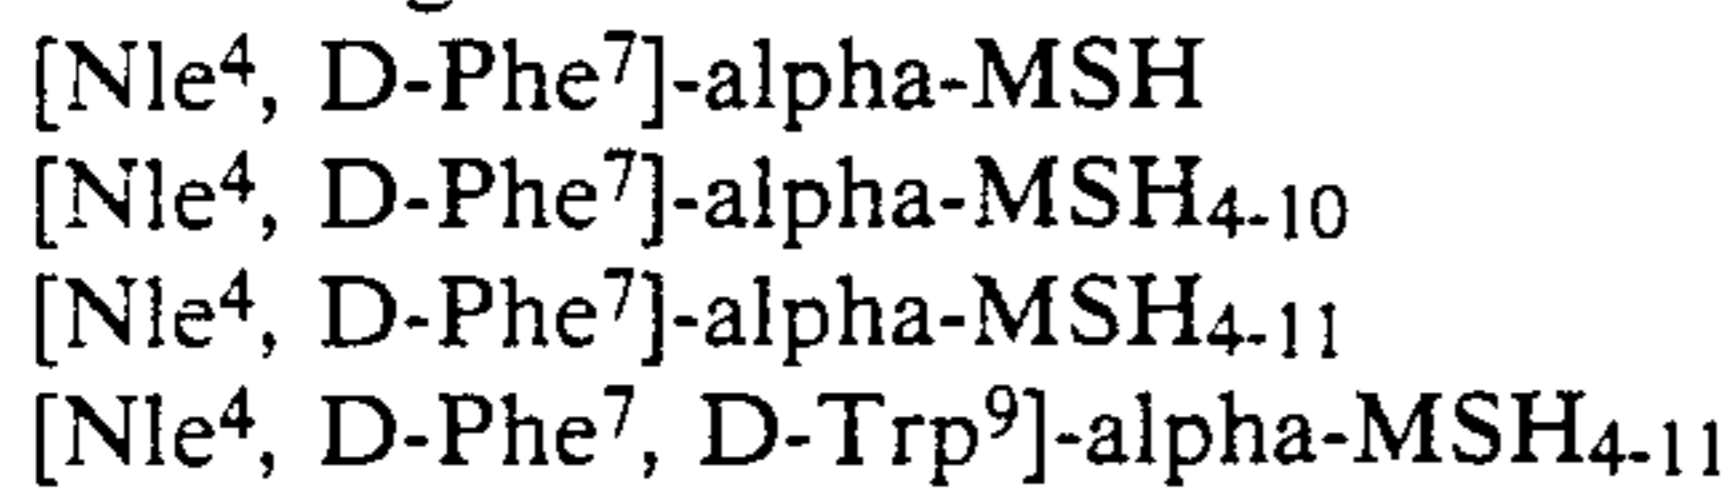 [Nle⁴, D-Phe⁷]-alpha-MSH
[Nle⁴, D-Phe⁷]-alpha-MSH₄₋₁₀
[Nle⁴, D-Phe⁷]-alpha-MSH₄₋₁₁
[Nle⁴, D-Phe⁷, D-Trp⁹]-alpha-MSH₄₋₁₁